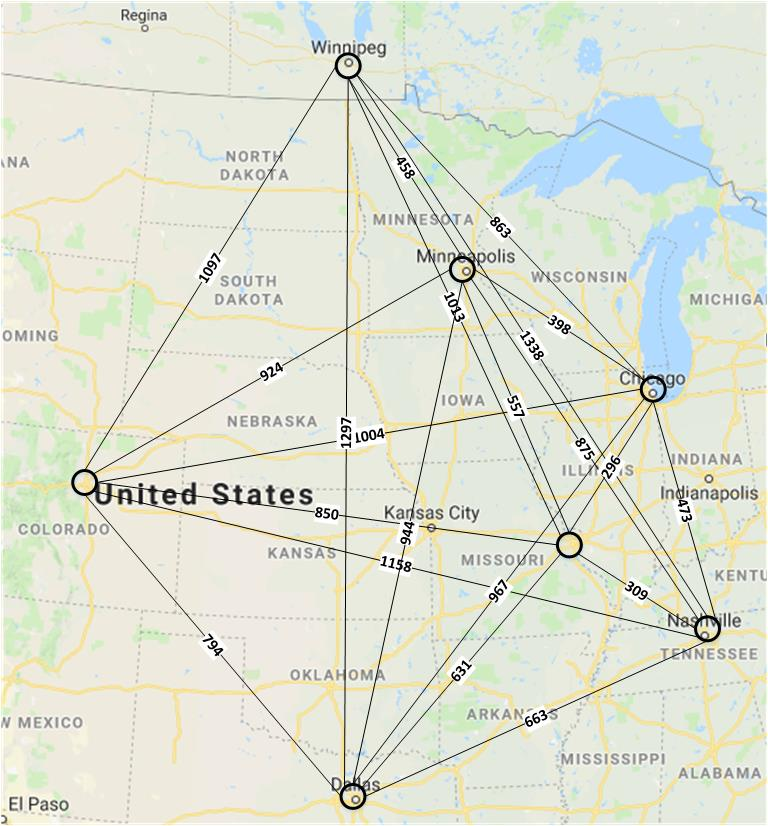 Regina
Winnipeg
ANA
NORTH
DAKOTA
458
MINNESOTA
863
Minneapolis
1097
SOUTH
DAKOTA
WISCONSIN
MICHIGA
1013
398
OMING
1338
924
Chicago
IOWA
557
NEBRASKA
1297
1004
875
296
ILLINOIS
INDIANA
Indianapolis
United States
850
Kansas City
473
COLORADO
944
KANSAS
MISSOURI
1158
967
309
KENTU
Nashville
TENNESSEE
794
631
OKLAHOMA
663
ARKANSAS
W MEXICO
MISSISSIPPI
ALABAMA
Dallas
El Paso